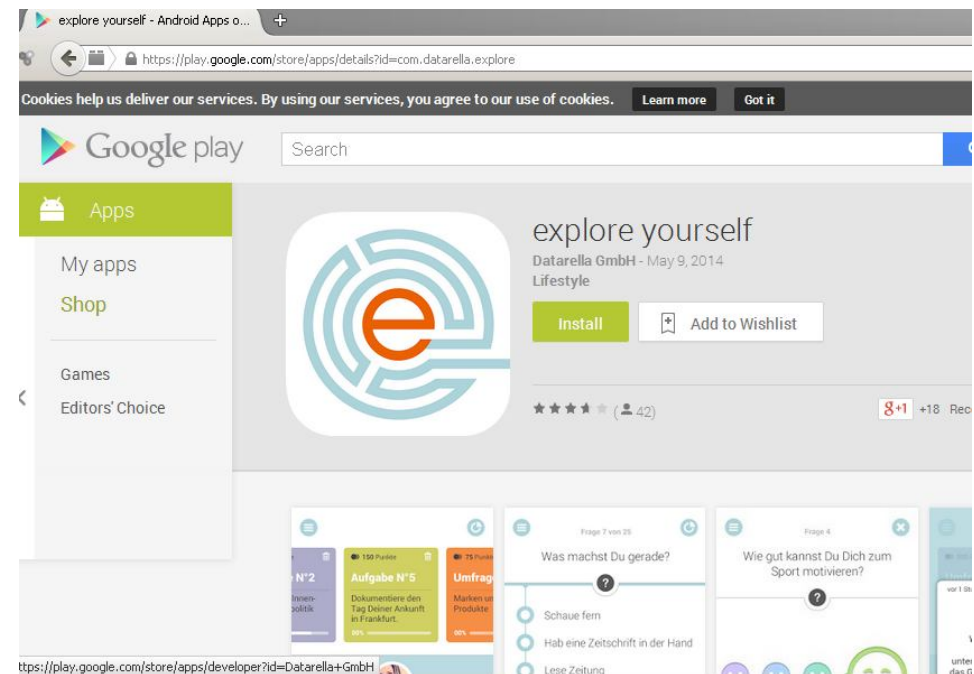 explore yourself - Android Apps o...
https://play.google.com/store/apps/details?id=com.datarella.explore
Cookies help us deliver our services. By using our services, you agree to our use of cookies. Learn more Got it
Google play
Search
Apps
My apps
Shop
Games
Editors' Choice
explore yourself
Datarella GmbH - May 9, 2014
Lifestyle
Install
Add to Wishlist
(42)
g+1 +18 Rec
e
N°2
150 Punkte
Aufgabe N°5
Dokumentiere den
Tag Deiner Ankunft
in Frankfurt.
75
Umfrag
Marken un
Produkte
Frage 7 von 25
Was machst Du gerade?
?
Schaue fern
Hab eine Zeitschrift in der Hand
Lese Zeitung
Frage 4
Wie gut kannst Du Dich zum
Sport motivieren?
?
unter
das G
ttps://play.google.com/store/apps/developer?id=Datarella+GmbH